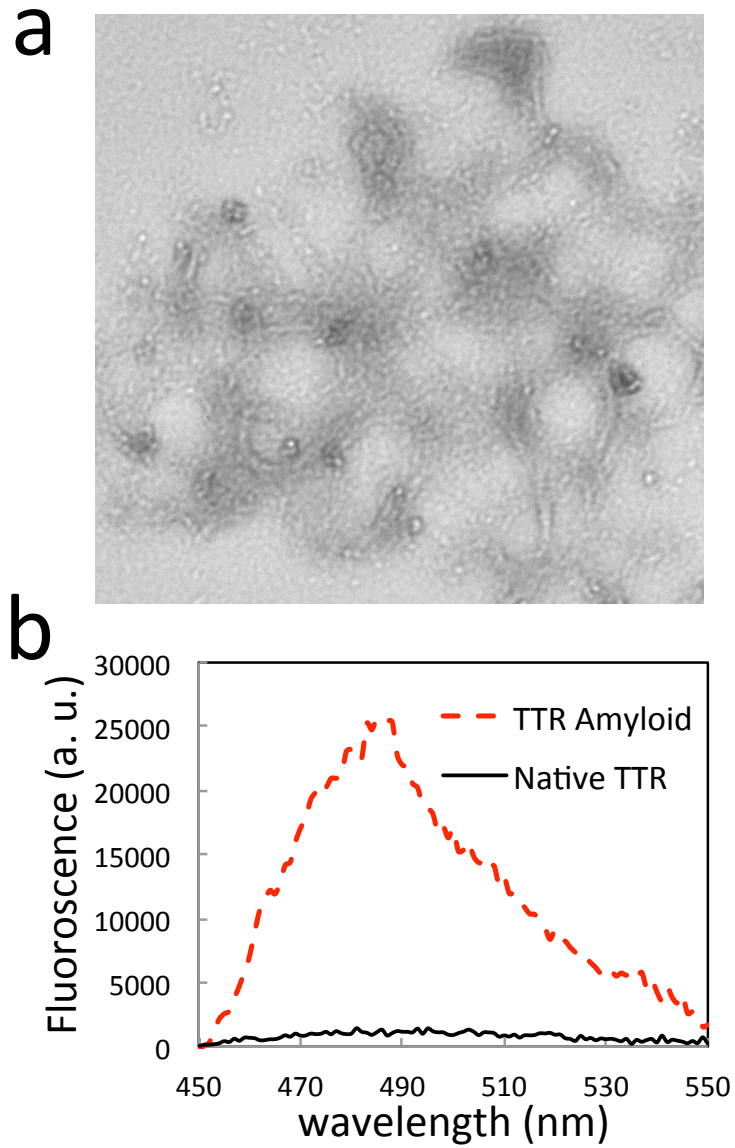 a
b
30000
25000
20000
15000
10000
5000
0
Fluoroscence (a. u.)
TTR Amyloid
Native TTR
450 470 490 510 530 550
wavelength (nm)